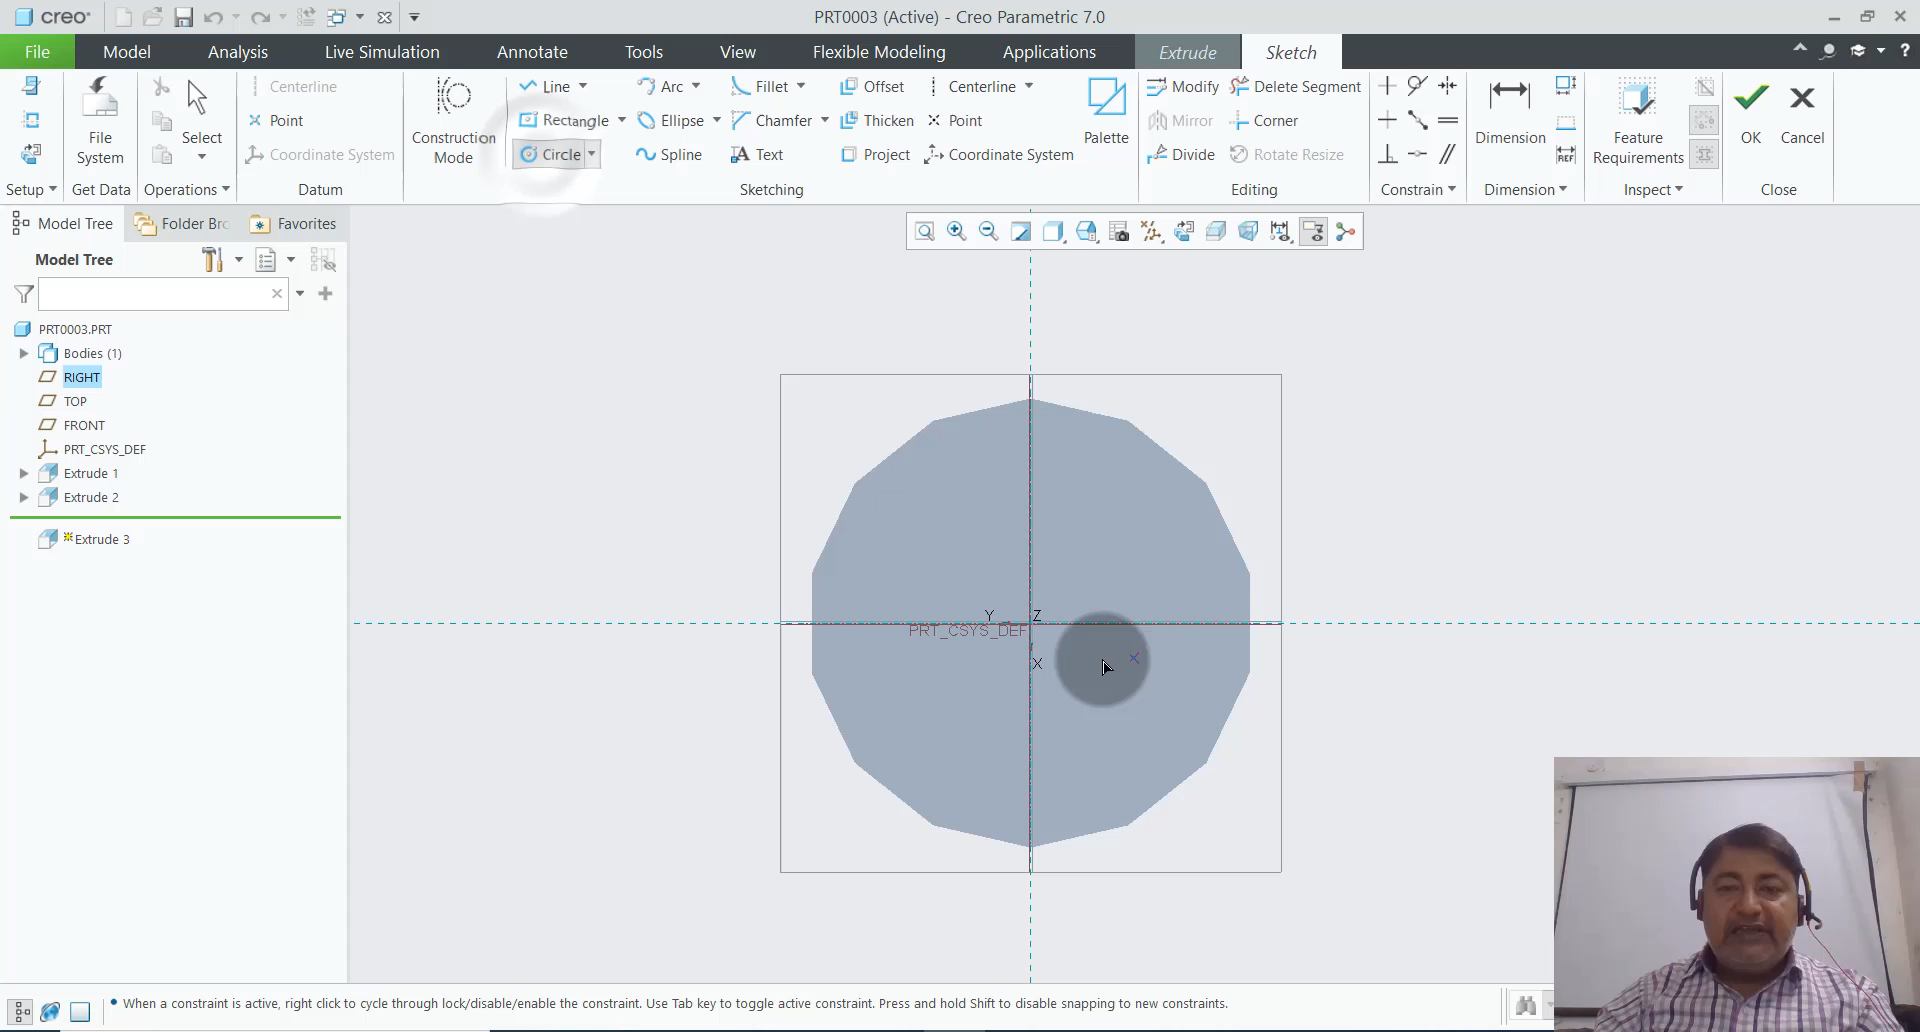 creo
PRT0003 (Active) - Creo Parametric 7.0
File Model Analysis Live Simulation Annotate Tools View Flexible Modeling Applications Extrude Sketch
Centerline Line Arc Fillet Offset Centerline Modify Delete Segment
Point Rectangle Ellipse Chamfer Thicken Point Mirror Corner
Coordinate System Circle Spline Text Project Coordinate System Divide Rotate Resize
File System Select Construction Mode Palette Dimension REF Feature Requirements OK Cancel
Setup Get Data Operations Datum Sketching Editing Constrain Dimension Inspect Close
Model Tree Folder Br Favorites
Model Tree
PRT0003.PRT
Bodies (1)
RIGHT
TOP
FRONT
PRT_CSYS_DEF
Extrude 1
Extrude 2
Extrude 3
Y Z
PRT_CSYS_DEF
X
When a constraint is active, right click to cycle through lock/disable/enable the constraint. Use Tab key to toggle active constraint. Press and hold Shift to disable snapping to new constraints.